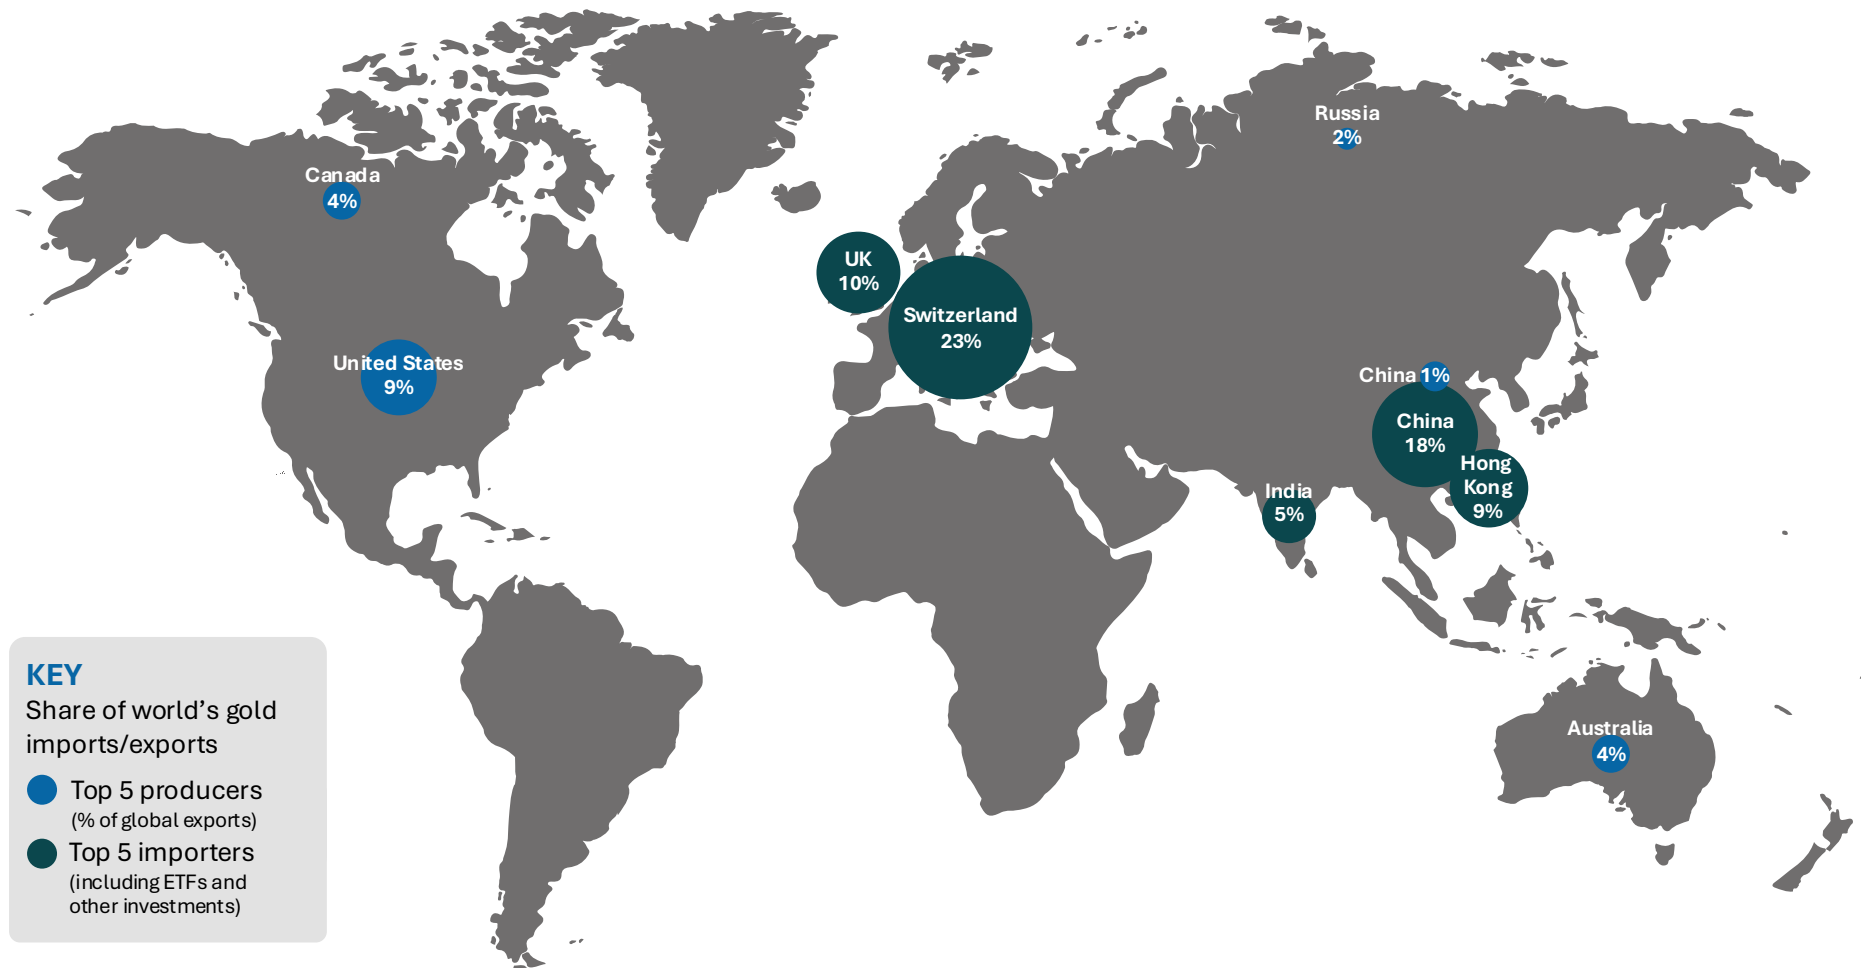 Russia
2%
Canada
4%
UK
10%
Switzerland
23%
United States
9%
China 1%
China
18%
Hong
Kong
9%
India
5%
Australia
4%
KEY
Share of world’s gold
imports/exports
Top 5 producers
(% of global exports)
Top 5 importers
(including ETFs and
other investments)